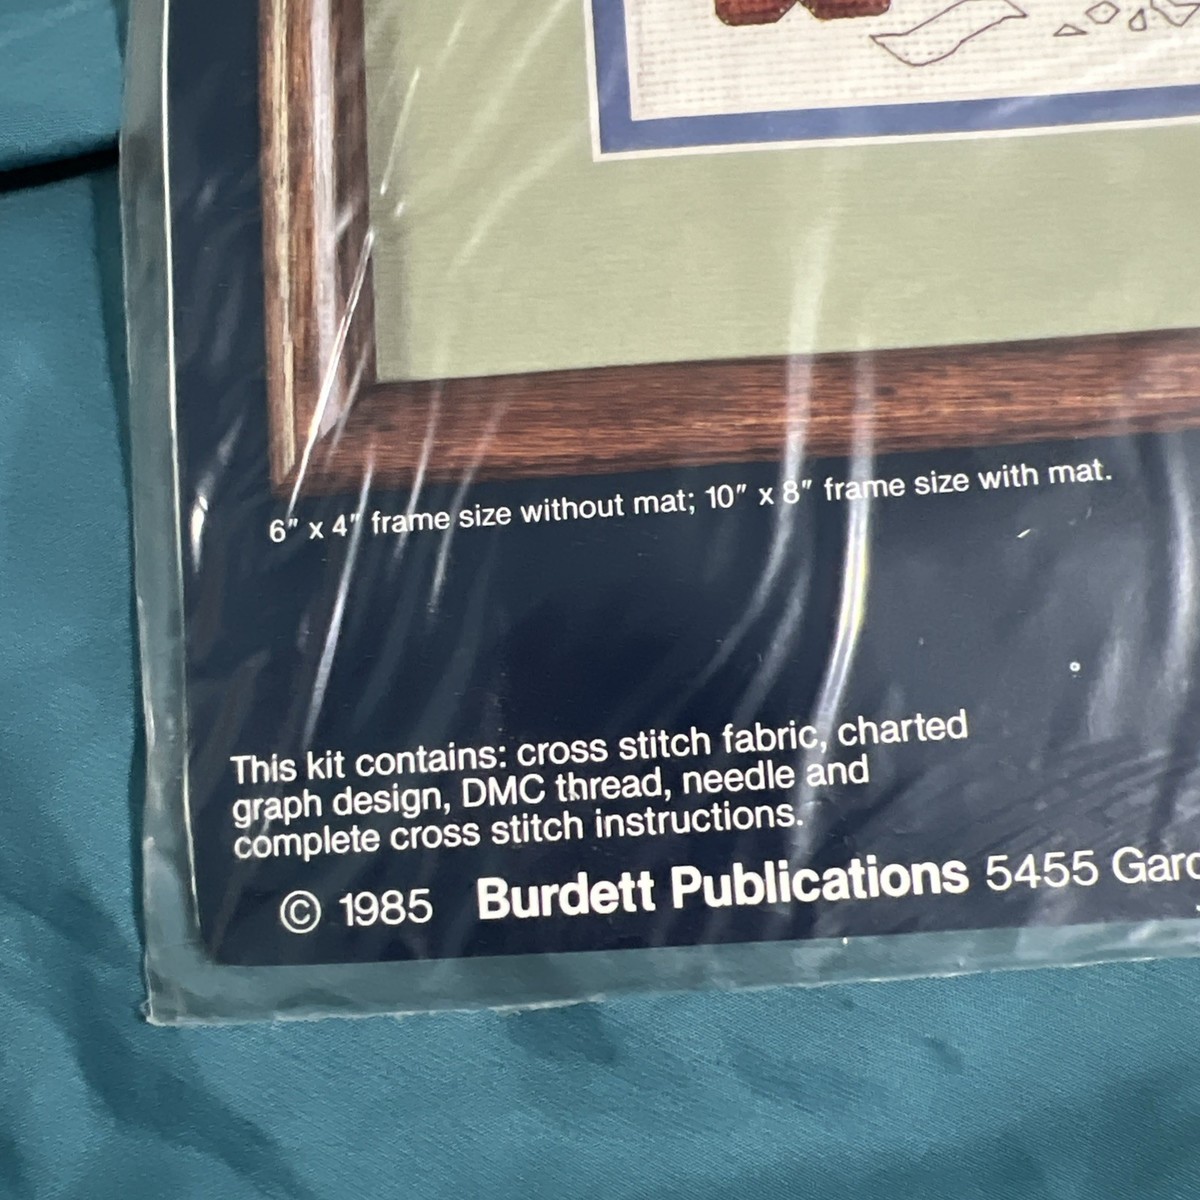 6" x 4" frame size without mat; 10" x 8" frame size with mat.
This kit contains: cross stitch fabric, charted
graph design, DMC thread, needle and
complete cross stitch instructions.
© 1985 Burdett Publications 5455 Gard